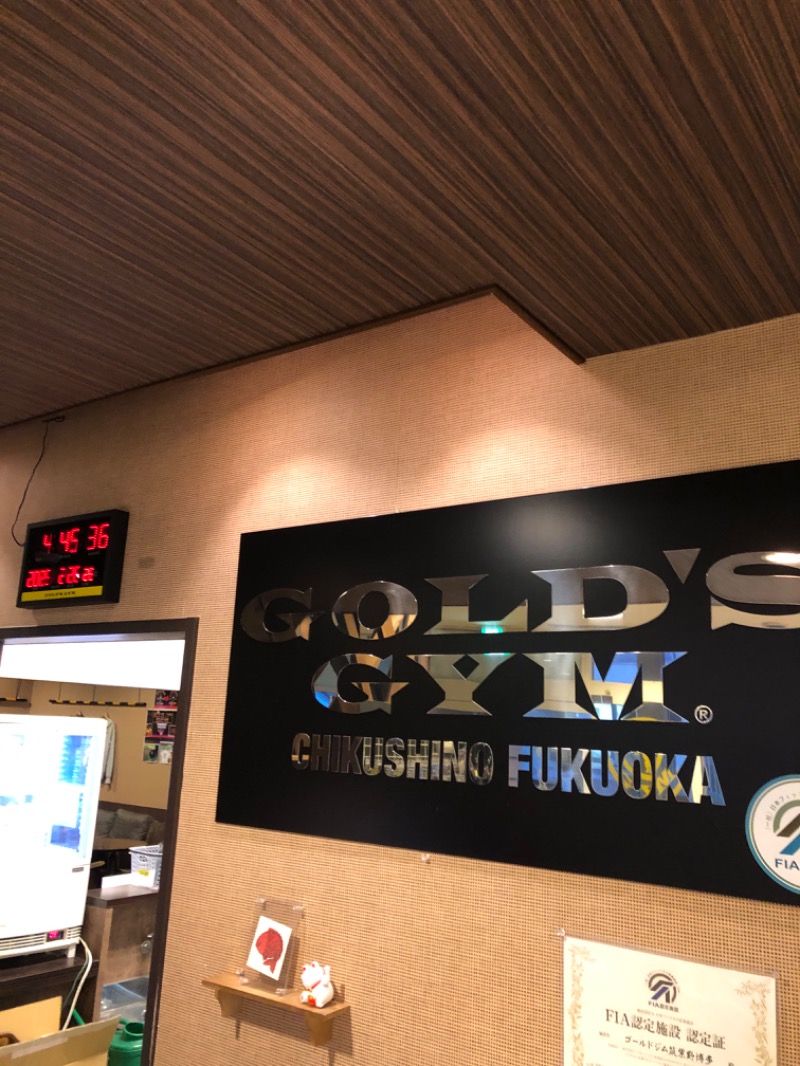 4 45 36
GOLD'S
GYM®
CHIKUSHINO FUKUOKA
FIA
FIA認定施設 認定証
ゴールドジム筑紫野博多